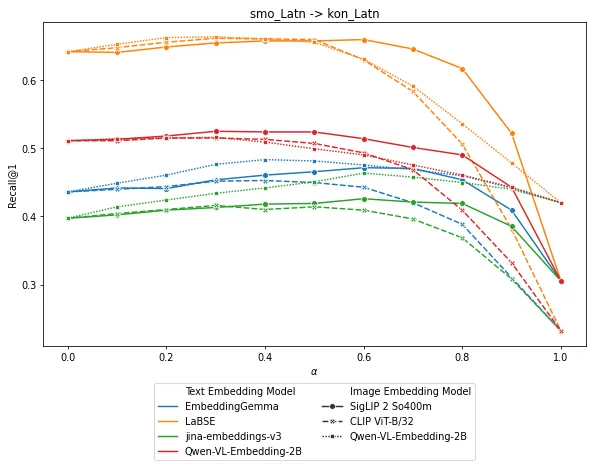 smo_Latn -> kon_Latn
Recall@1
0.6
0.5
0.4
0.3
0.0
0.2
0.4
0.6
0.8
1.0
α
Text Embedding Model
EmbeddingGemma
LaBSE
jina-embeddings-v3
Qwen-VL-Embedding-2B
Image Embedding Model
SigLIP 2 So400m
CLIP ViT-B/32
Qwen-VL-Embedding-2B